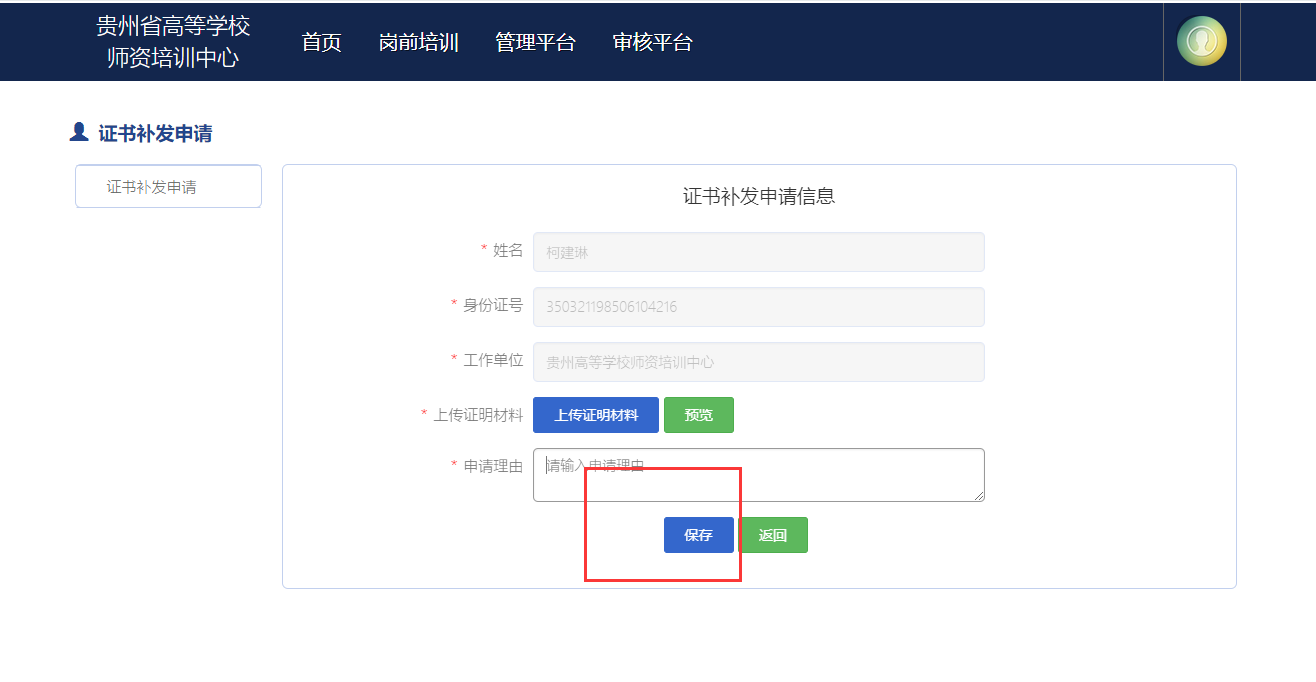 贵州省高等学校
师资培训中心
首页 岗前培训 管理平台 审核平台
证书补发申请
证书补发申请
证书补发申请信息
* 姓名 柯建琳
* 身份证号 350321198506104216
* 工作单位 贵州高等学校师资培训中心
* 上传证明材料 上传证明材料 预览
* 申请理由 请输入申请理由
保存 返回